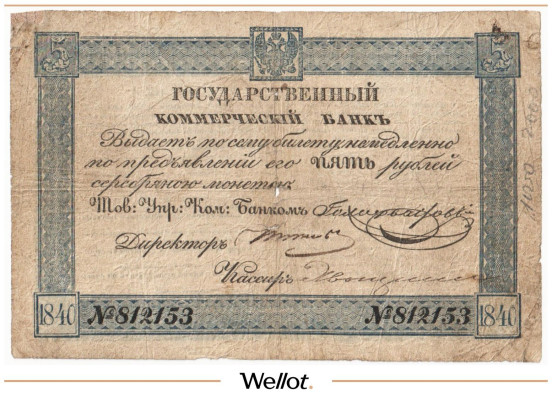 5 5
ГОСУДАРСТВЕННЫЙ
КОММЕРЧЕСКІЙ БАНКЪ
Выдаетъ по сему билету немедленно
по предъявленіи его ПЯТЬ рублей
серебряною монетою
Тов: Упр: Ком: Банкомъ
Директоръ
Кассиръ
1840 №812153 №812153 1840
Wellot.